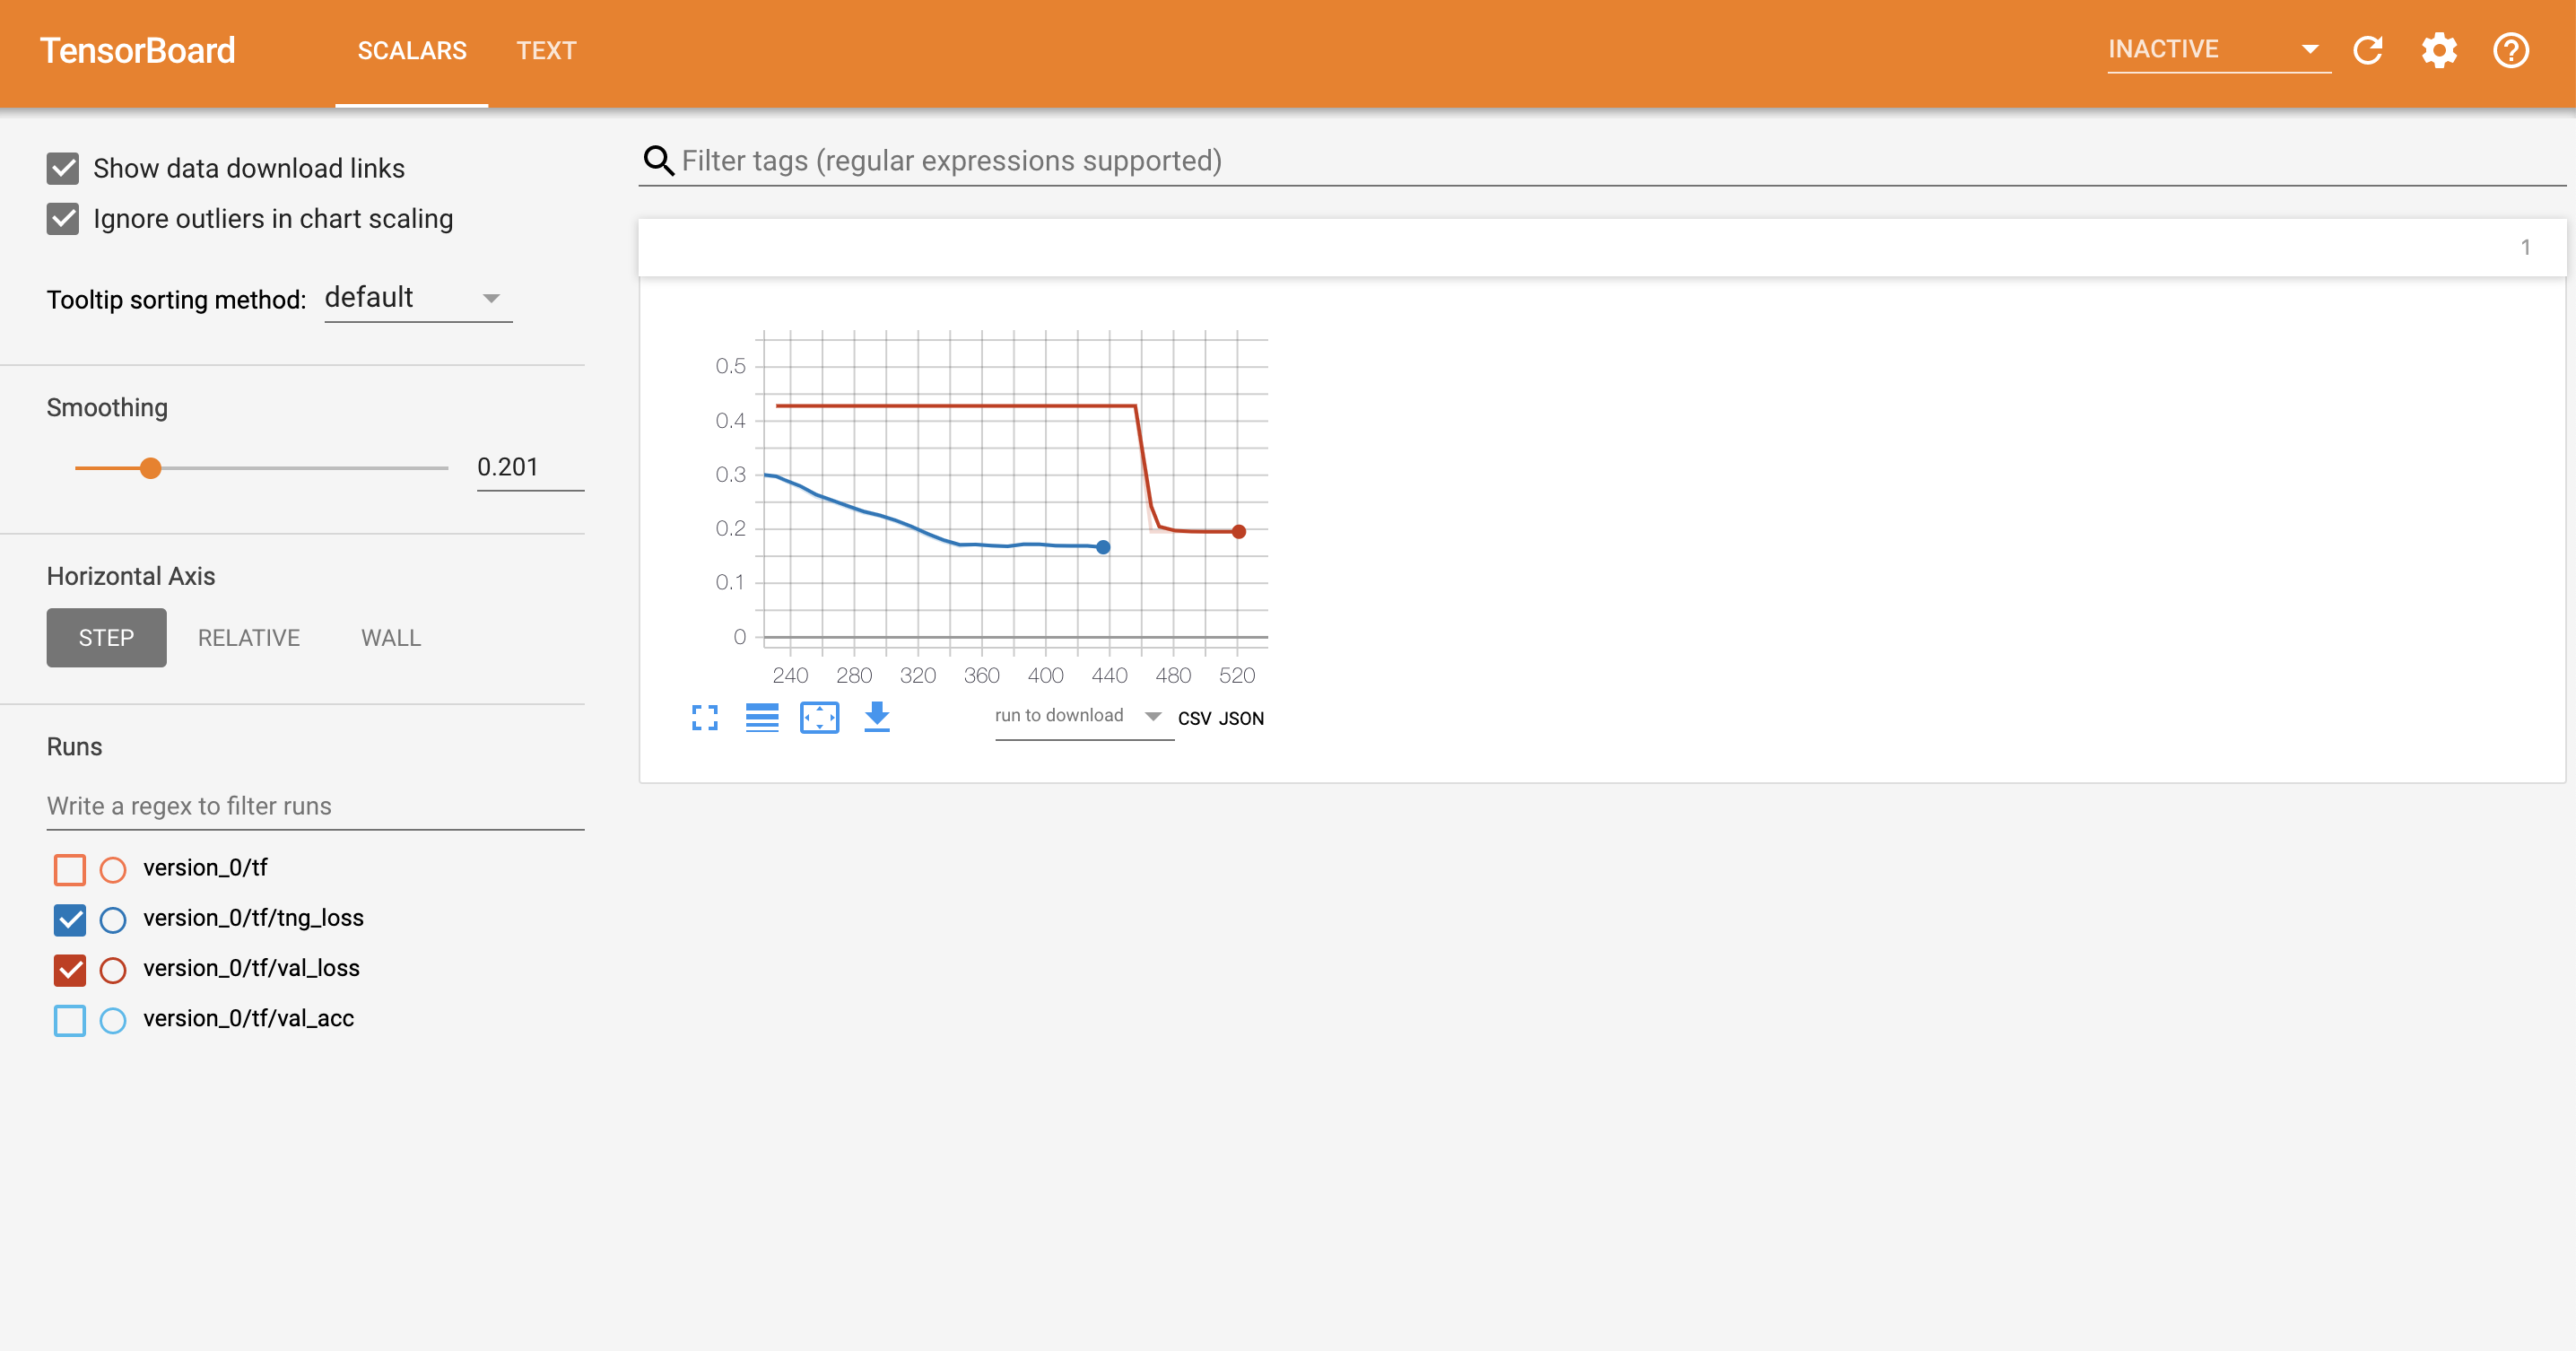 TensorBoard SCALARS TEXT INACTIVE
Show data download links
Ignore outliers in chart scaling
Tooltip sorting method: default
Smoothing
0.201
Horizontal Axis
STEP RELATIVE WALL
Runs
Write a regex to filter runs
version_0/tf
version_0/tf/tng_loss
version_0/tf/val_loss
version_0/tf/val_acc
Filter tags (regular expressions supported)
1
0.5
0.4
0.3
0.2
0.1
0
240 280 320 360 400 440 480 520
run to download CSV JSON